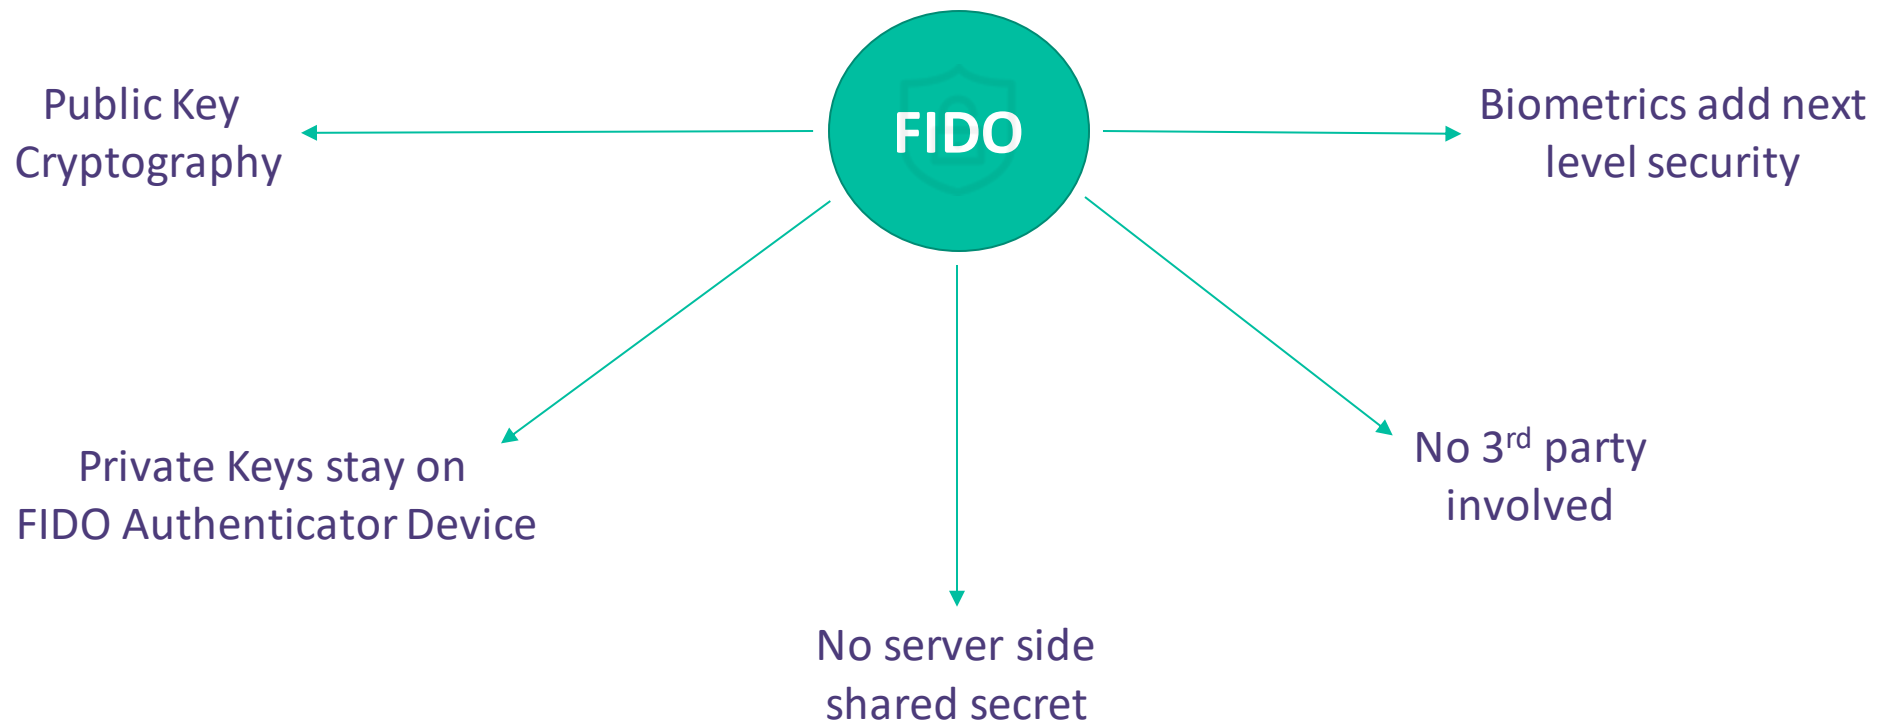 FIDO
Public Key
Cryptography
Biometrics add next
level security
Private Keys stay on
FIDO Authenticator Device
No 3rd party
involved
No server side
shared secret